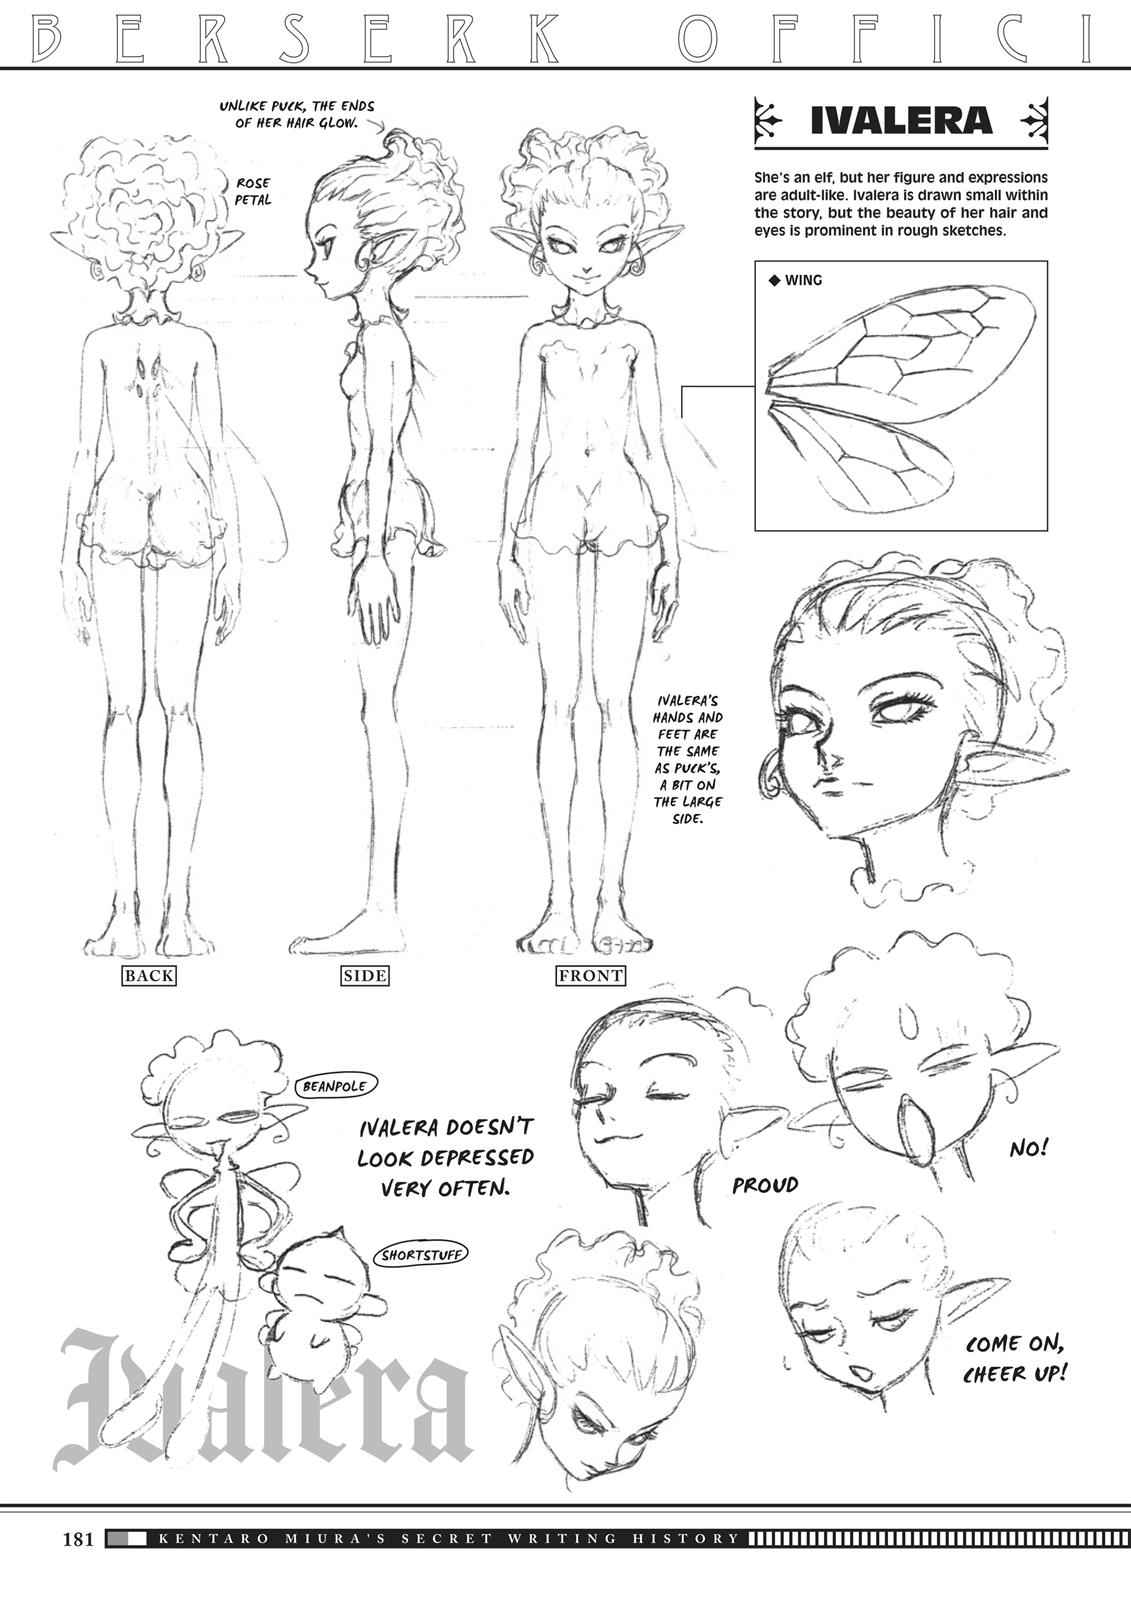 BERSERK OFFICI
UNLIKE PUCK, THE ENDS
OF HER HAIR GLOW.
ROSE
PETAL
IVALERA
She's an elf, but her figure and expressions
are adult-like. Ivalera is drawn small within
the story, but the beauty of her hair and
eyes is prominent in rough sketches.
◆ WING
IVALERA'S
HANDS AND
FEET ARE
THE SAME
AS PUCK'S,
A BIT ON
THE LARGE
SIDE.
BACK
SIDE
FRONT
BEANPOLE
IVALERA DOESN'T
LOOK DEPRESSED
VERY OFTEN.
PROUD
NO!
SHORTSTUFF
COME ON,
CHEER UP!
Ivalera
181
KENTARO MIURA'S SECRET WRITING HISTORY